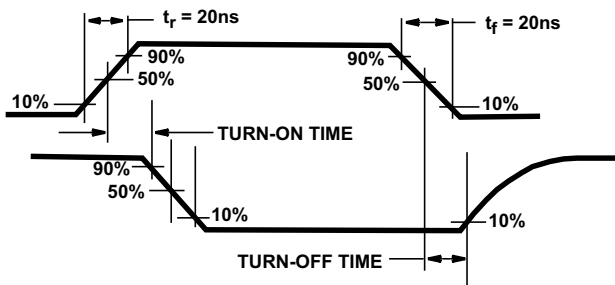 tr = 20ns
tf = 20ns
90%
90%
50%
50%
10%
10%
TURN-ON TIME
90%
50%
10%
10%
TURN-OFF TIME